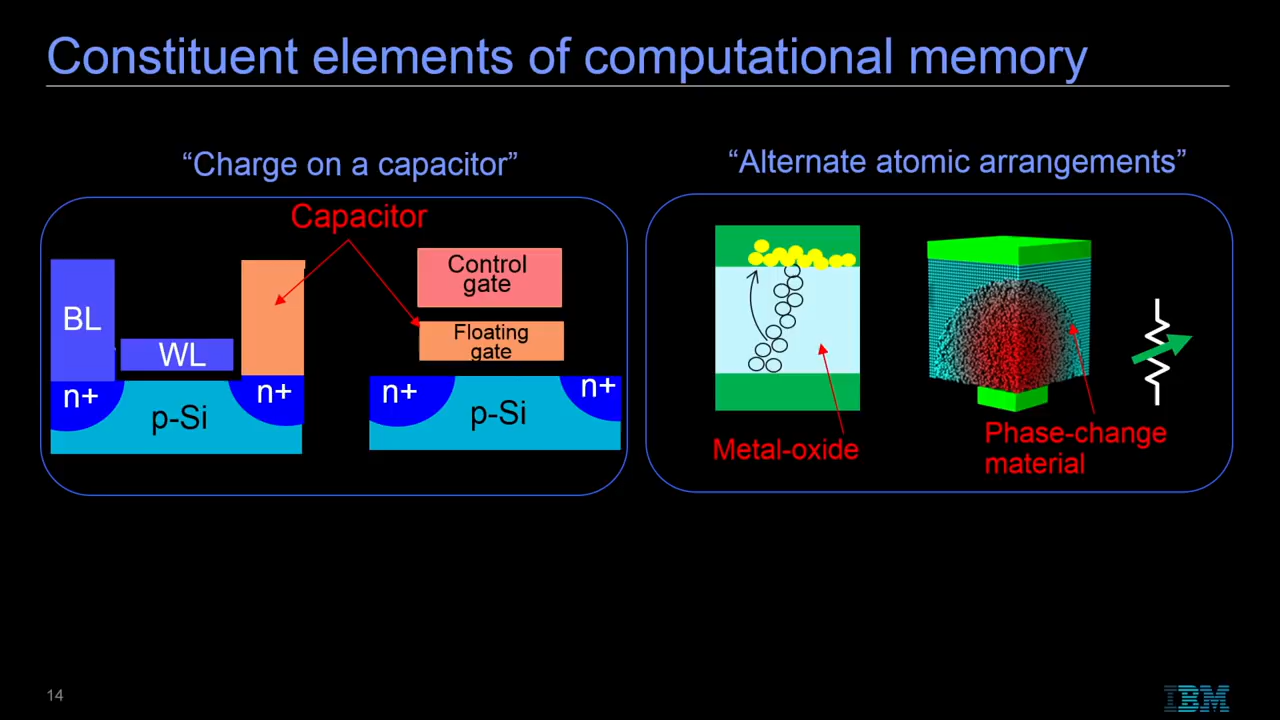 Constituent elements of computational memory
“Charge on a capacitor”
Capacitor
BL
WL
n+
p-Si
n+
Control
gate
Floating
gate
n+
p-Si
n+
“Alternate atomic arrangements”
Metal-oxide
Phase-change
material
14
IBM